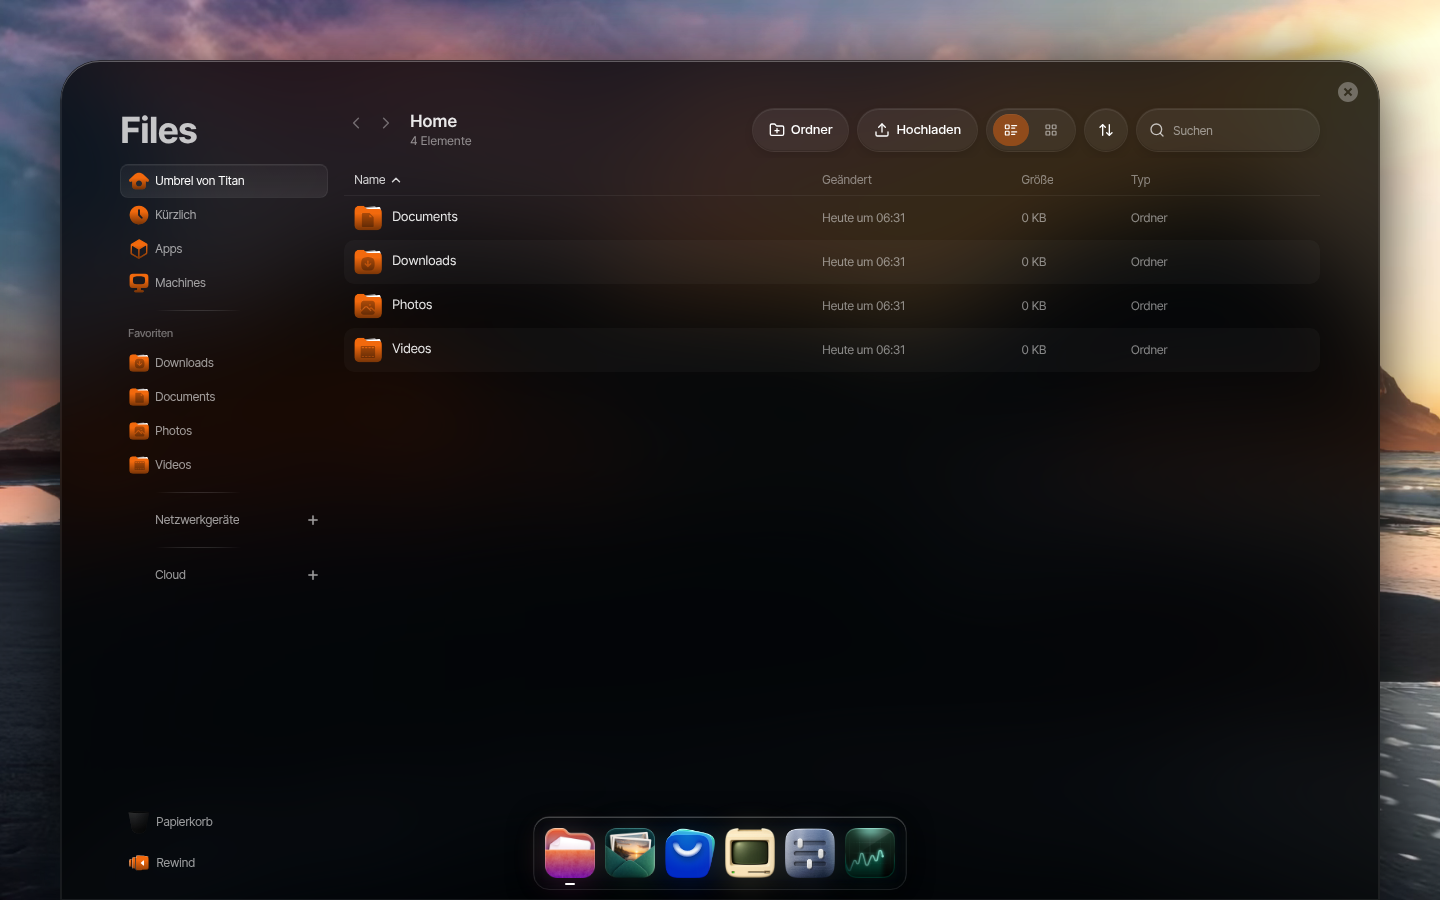 Files
Umbrel von Titan
Kürzlich
Apps
Machines
Favoriten
Downloads
Documents
Photos
Videos
Netzwerkgeräte
Cloud
Papierkorb
Rewind
Home
4 Elemente
Ordner
Hochladen
Suchen
Name Geändert Größe Typ
Documents Heute um 06:31 0 KB Ordner
Downloads Heute um 06:31 0 KB Ordner
Photos Heute um 06:31 0 KB Ordner
Videos Heute um 06:31 0 KB Ordner